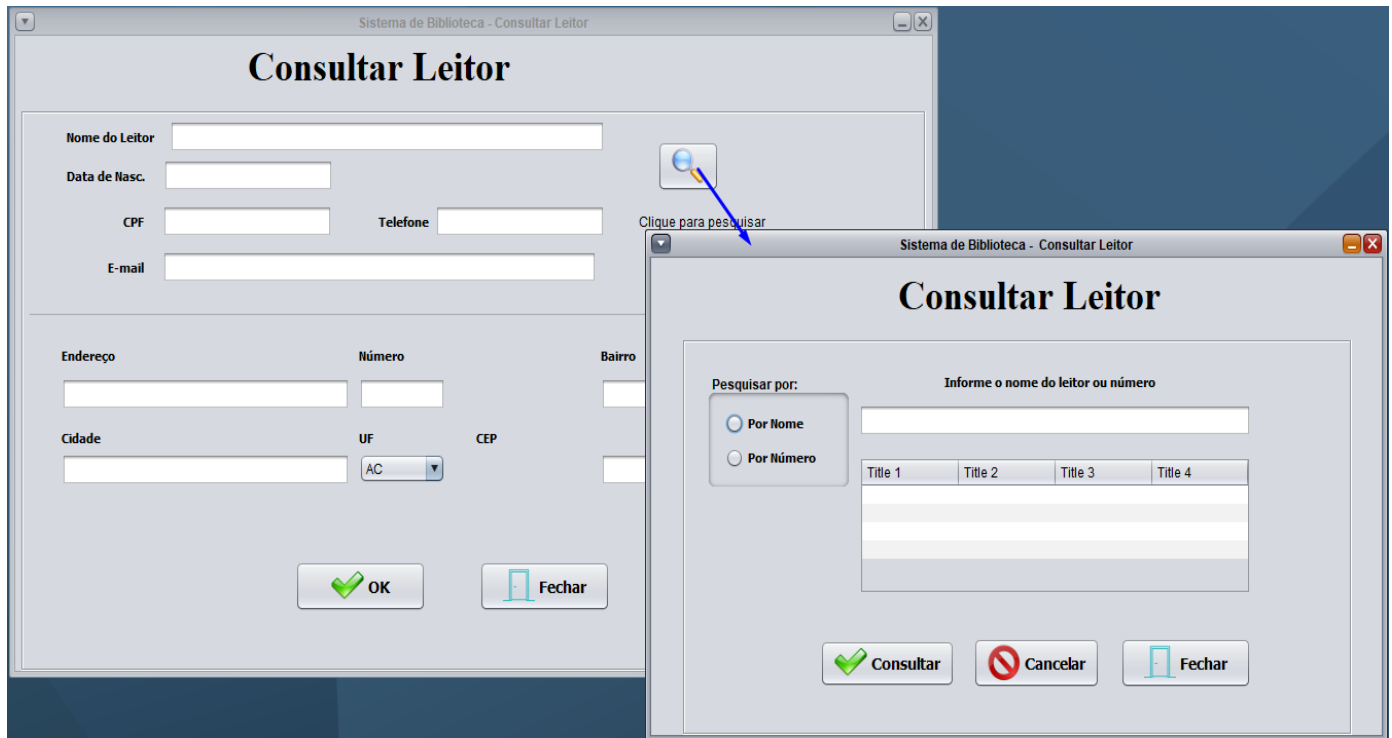 Sistema de Biblioteca - Consultar Leitor
Consultar Leitor
Nome do Leitor
Data de Nasc.
CPF
Telefone
Clique para pesquisar
E-mail
Endereço
Número
Bairro
Cidade
UF
CEP
AC
OK
Fechar
Sistema de Biblioteca - Consultar Leitor
Consultar Leitor
Pesquisar por:
Informe o nome do leitor ou número
Por Nome
Por Número
Title 1
Title 2
Title 3
Title 4
Consultar
Cancelar
Fechar